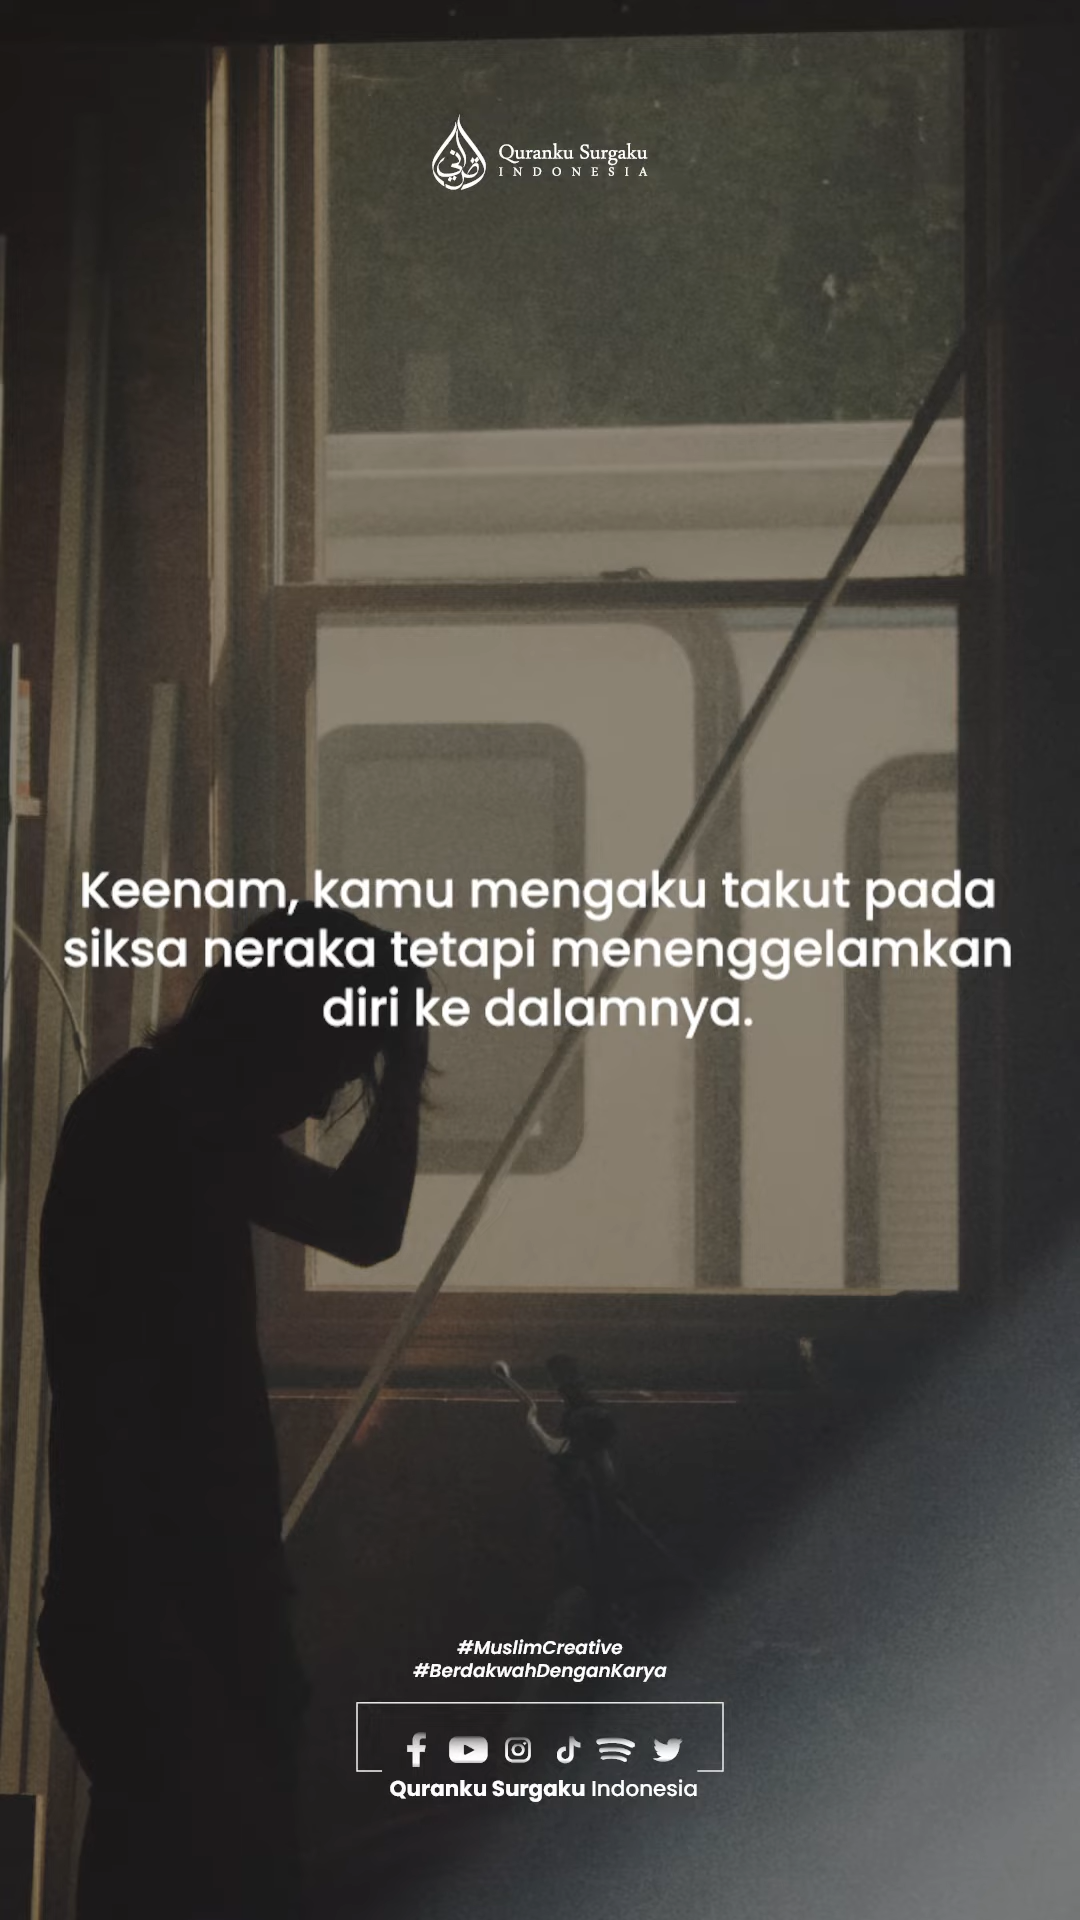 Quranku Surgaku
INDONESIA
Keenam, kamu mengaku takut pada
siksa neraka tetapi menenggelamkan
diri ke dalamnya.
#MuslimCreative
#BerdakwahDenganKarya
Quranku Surgaku Indonesia